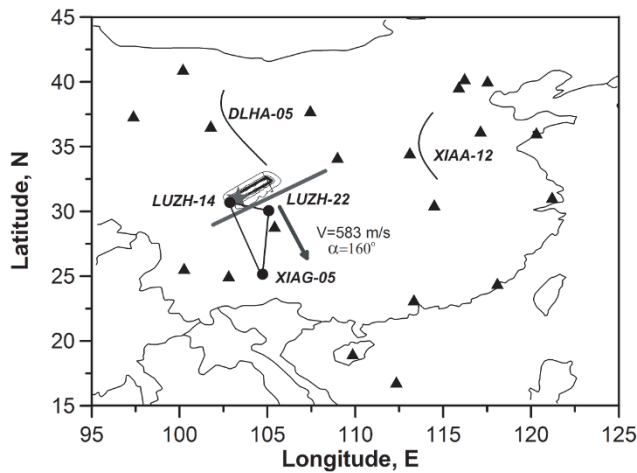 45
40
35
30
25
20
15
Latitude, N
DLHA-05
XIAA-12
LUZH-14
LUZH-22
V=583 m/s
α=160°
XIAG-05
95 100 105 110 115 120 125
Longitude, E